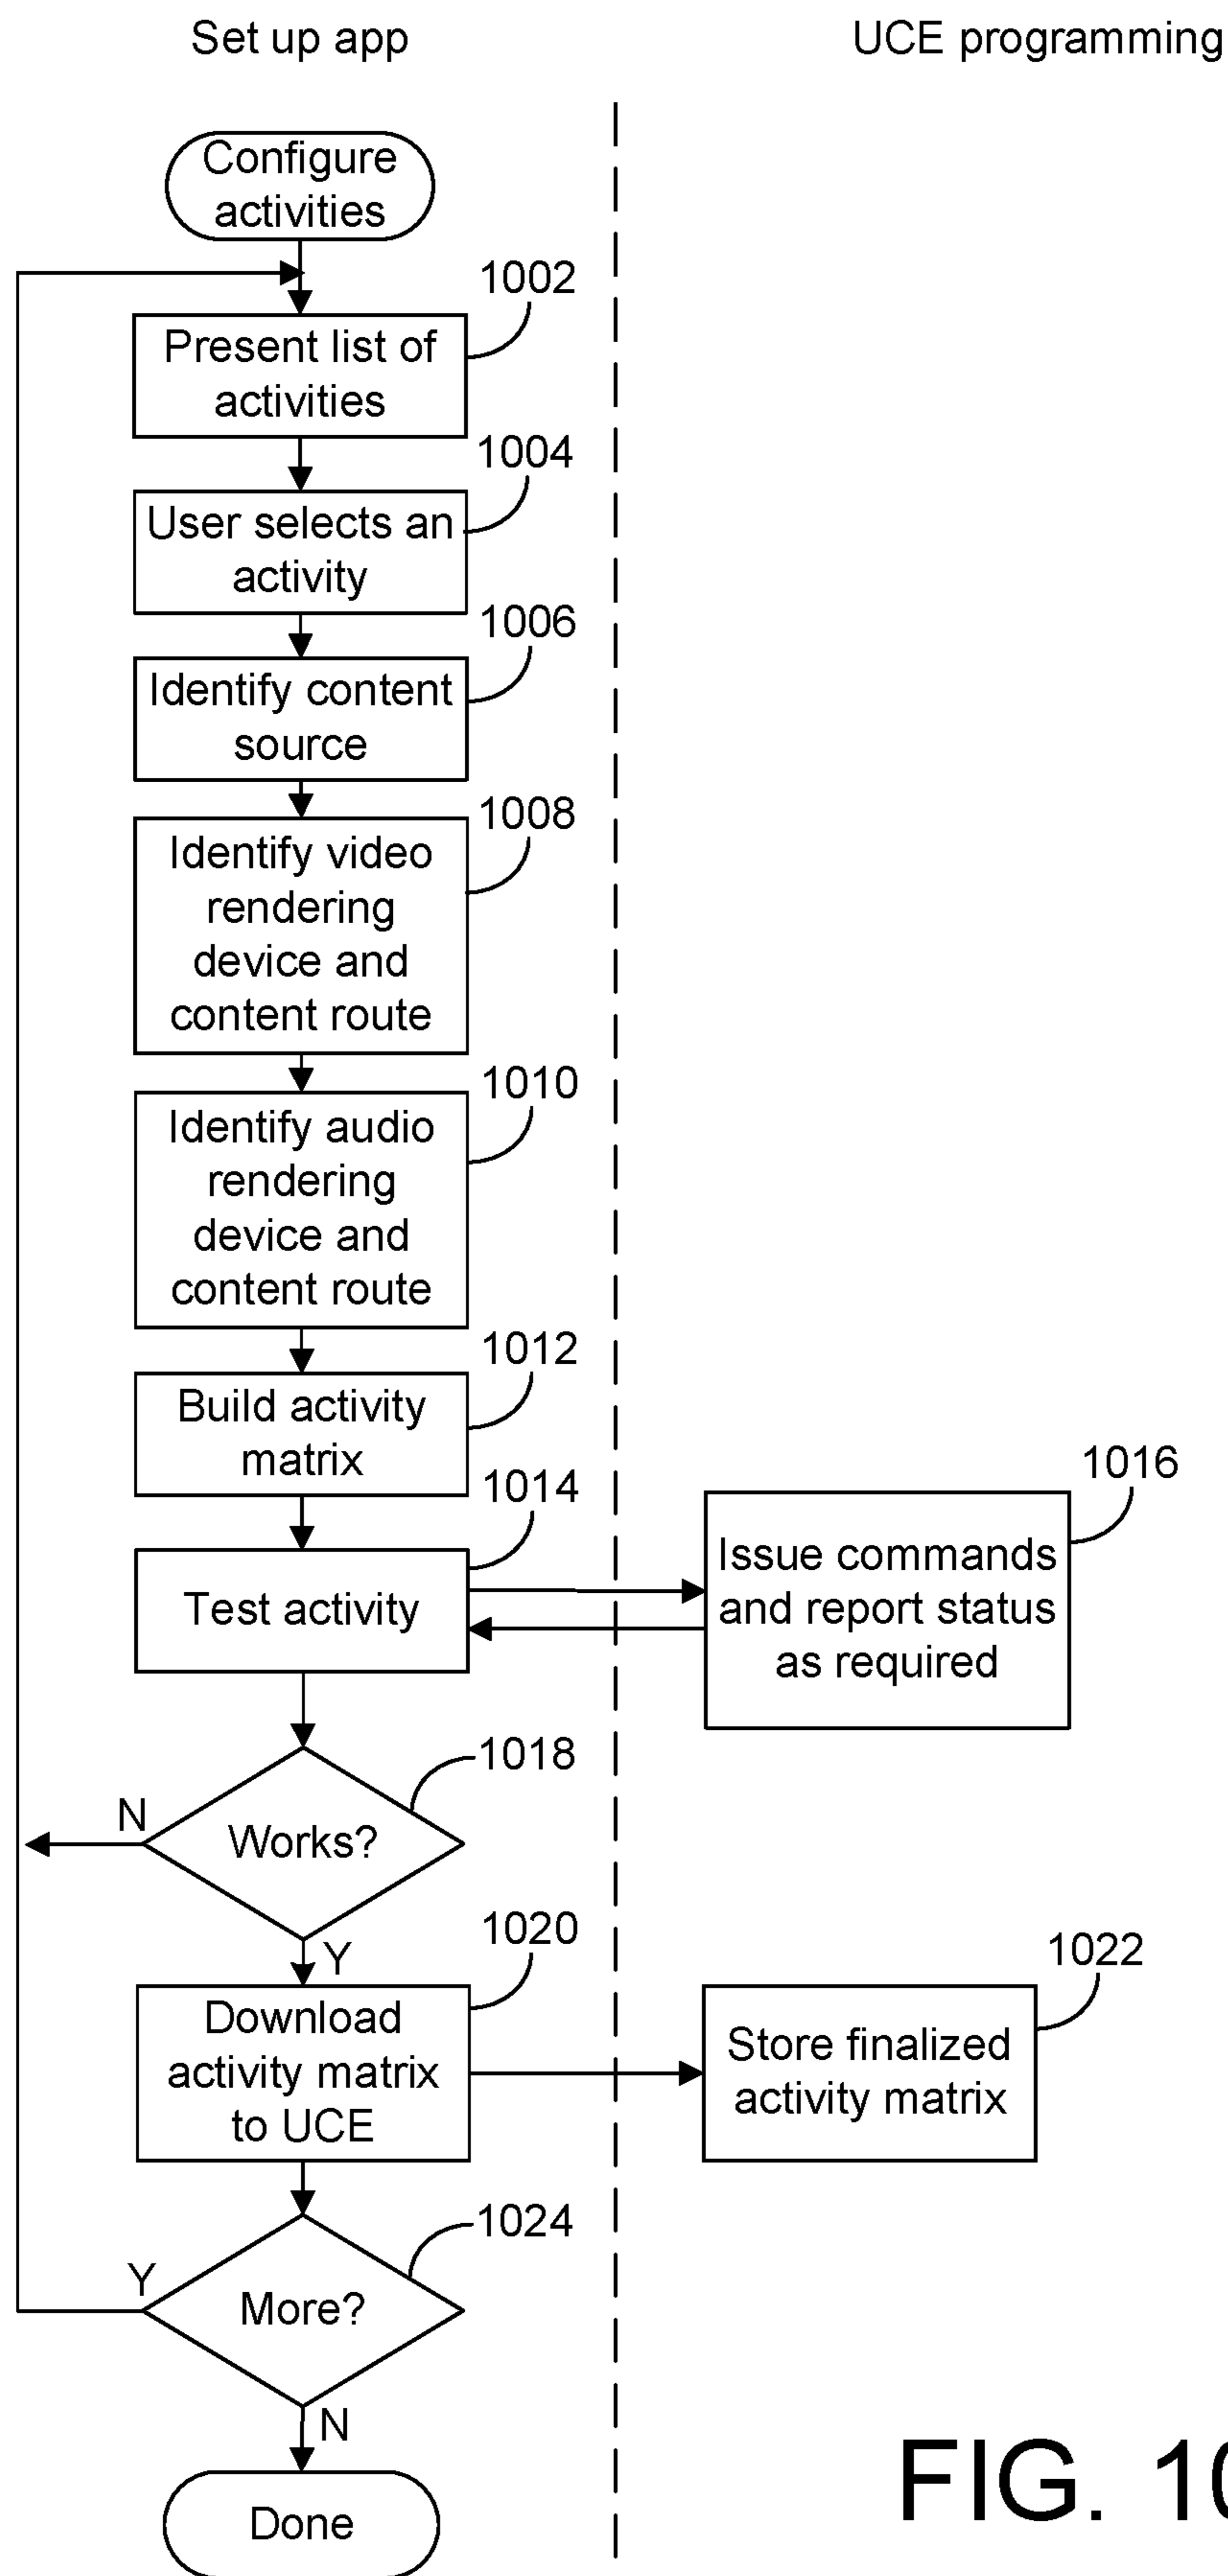 Set up app
UCE programming
Configure
activities
1002
Present list of
activities
1004
User selects an
activity
1006
Identify content
source
1008
Identify video
rendering
device and
content route
1010
Identify audio
rendering
device and
content route
1012
Build activity
matrix
1014
Test activity
1016
Issue commands
and report status
as required
1018
Works?
N
Y
1020
Download
activity matrix
to UCE
1022
Store finalized
activity matrix
1024
More?
Y
N
Done
FIG. 10